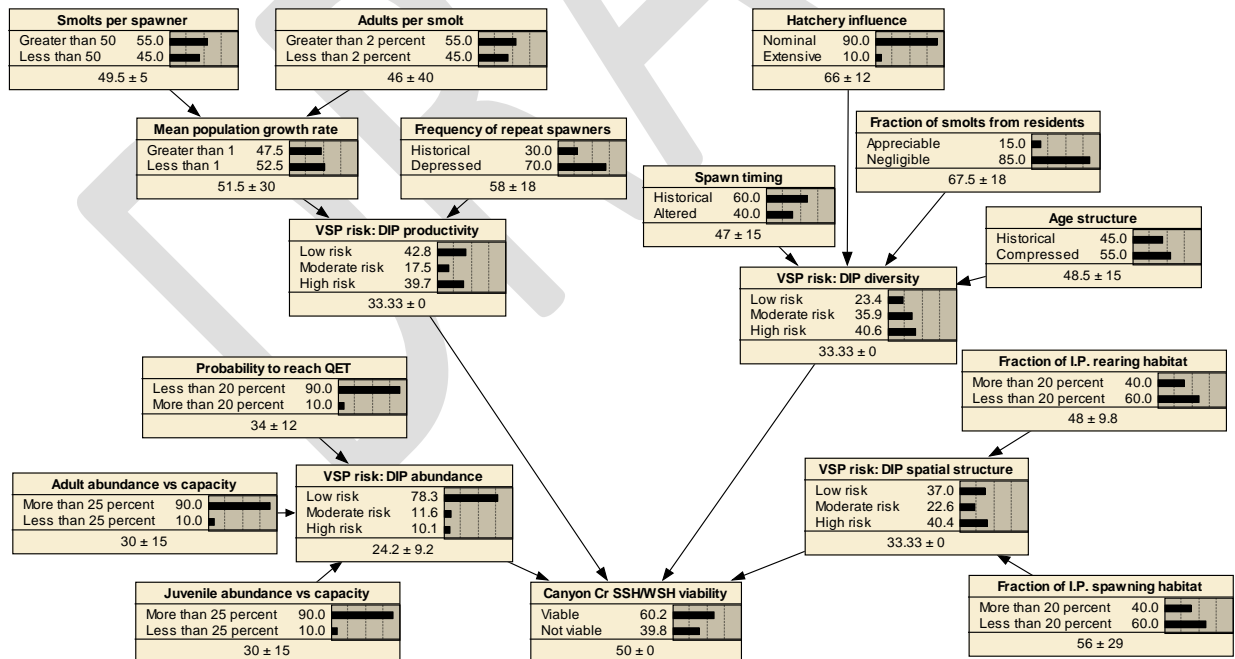 Smolts per spawner
Greater than 50 55.0
Less than 50 45.0
49.5 ± 5
Adults per smolt
Greater than 2 percent 55.0
Less than 2 percent 45.0
46 ± 40
Hatchery influence
Nominal 90.0
Extensive 10.0
66 ± 12
Mean population growth rate
Greater than 1 47.5
Less than 1 52.5
51.5 ± 30
Frequency of repeat spawners
Historical 30.0
Depressed 70.0
58 ± 18
Fraction of smolts from residents
Appreciable 15.0
Negligible 85.0
67.5 ± 18
Spawn timing
Historical 60.0
Altered 40.0
47 ± 15
Age structure
Historical 45.0
Compressed 55.0
48.5 ± 15
VSP risk: DIP productivity
Low risk 42.8
Moderate risk 17.5
High risk 39.7
33.33 ± 0
VSP risk: DIP diversity
Low risk 23.4
Moderate risk 35.9
High risk 40.6
33.33 ± 0
Probability to reach QET
Less than 20 percent 90.0
More than 20 percent 10.0
34 ± 12
Fraction of I.P. rearing habitat
More than 20 percent 40.0
Less than 20 percent 60.0
48 ± 9.8
Adult abundance vs capacity
More than 25 percent 90.0
Less than 25 percent 10.0
30 ± 15
VSP risk: DIP abundance
Low risk 78.3
Moderate risk 11.6
High risk 10.1
24.2 ± 9.2
VSP risk: DIP spatial structure
Low risk 37.0
Moderate risk 22.6
High risk 40.4
33.33 ± 0
Juvenile abundance vs capacity
More than 25 percent 90.0
Less than 25 percent 10.0
30 ± 15
Canyon Cr SSH/WSH viability
Viable 60.2
Not viable 39.8
50 ± 0
Fraction of I.P. spawning habitat
More than 20 percent 40.0
Less than 20 percent 60.0
56 ± 29